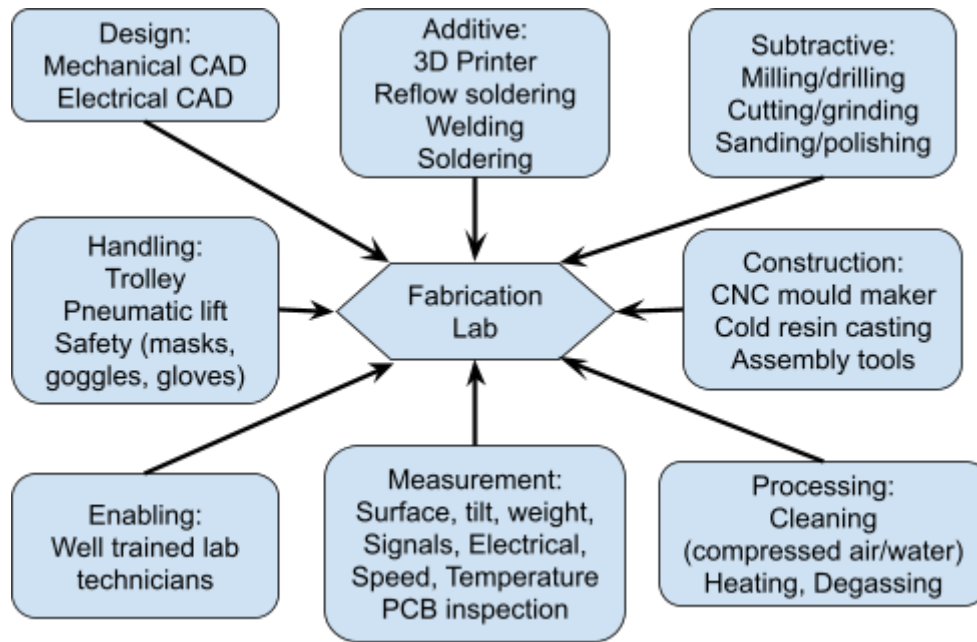 Design:
Mechanical CAD
Electrical CAD
Additive:
3D Printer
Reflow soldering
Welding
Soldering
Subtractive:
Milling/drilling
Cutting/grinding
Sanding/polishing
Handling:
Trolley
Pneumatic lift
Safety (masks,
goggles, gloves)
Fabrication
Lab
Construction:
CNC mould maker
Cold resin casting
Assembly tools
Enabling:
Well trained lab
technicians
Measurement:
Surface, tilt, weight,
Signals, Electrical,
Speed, Temperature
PCB inspection
Processing:
Cleaning
(compressed air/water)
Heating, Degassing